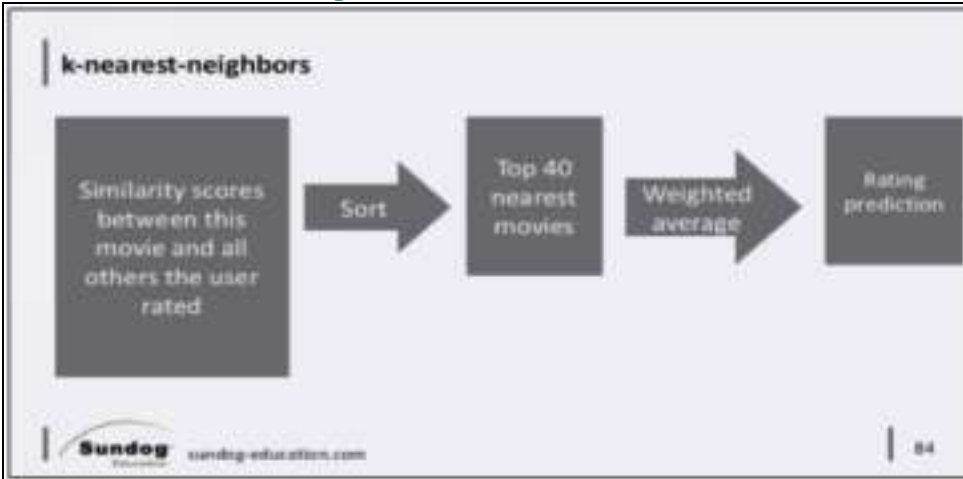 k-nearest-neighbors
Similarity scores
between this
movie and all
others the user
rated
Sort
Top 40
nearest
movies
Weighted
average
Rating
prediction
Sundog
Education
sundog-education.com
84